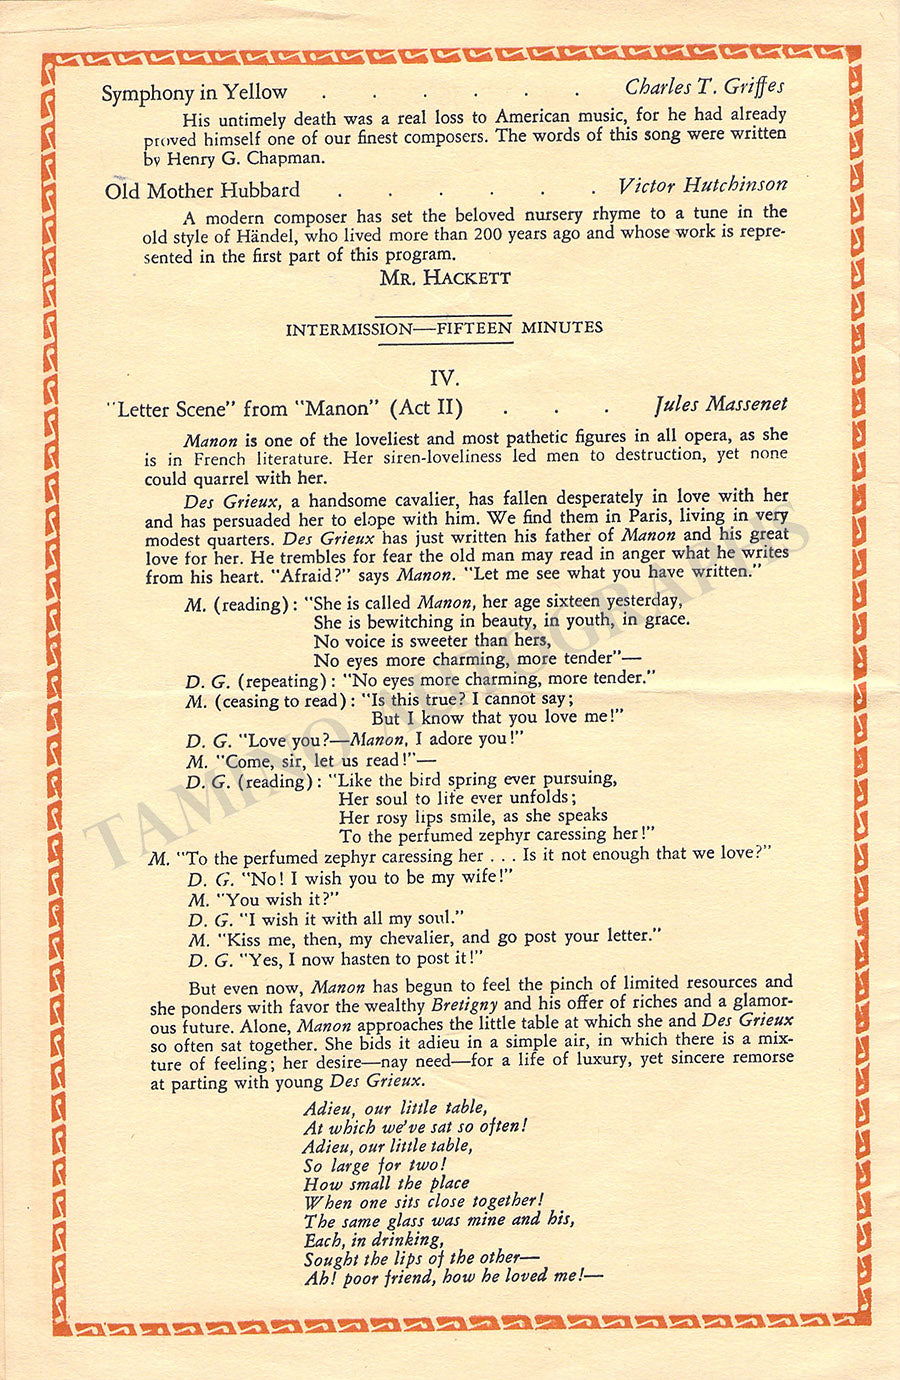 Symphony in Yellow . . . . . . Charles T. Griffes
His untimely death was a real loss to American music, for he had already
proved himself one of our finest composers. The words of this song were written
by Henry G. Chapman.
Old Mother Hubbard . . . . . . Victor Hutchinson
A modern composer has set the beloved nursery rhyme to a tune in the
old style of Händel, who lived more than 200 years ago and whose work is repre-
sented in the first part of this program.
MR. HACKETT
INTERMISSION—FIFTEEN MINUTES
IV.
"Letter Scene" from "Manon" (Act II) . . . Jules Massenet
Manon is one of the loveliest and most pathetic figures in all opera, as she
is in French literature. Her siren-loveliness led men to destruction, yet none
could quarrel with her.
Des Grieux, a handsome cavalier, has fallen desperately in love with her
and has persuaded her to elope with him. We find them in Paris, living in very
modest quarters. Des Grieux has just written his father of Manon and his great
love for her. He trembles for fear the old man may read in anger what he writes
from his heart. "Afraid?" says Manon. "Let me see what you have written."
M. (reading): "She is called Manon, her age sixteen yesterday,
She is bewitching in beauty, in youth, in grace.
No voice is sweeter than hers,
No eyes more charming, more tender"—
D. G. (repeating): "No eyes more charming, more tender."
M. (ceasing to read): "Is this true? I cannot say;
But I know that you love me!"
D. G. "Love you?—Manon, I adore you!"
M. "Come, sir, let us read!"—
D. G. (reading): "Like the bird spring ever pursuing,
Her soul to life ever unfolds;
Her rosy lips smile, as she speaks
To the perfumed zephyr caressing her!"
M. "To the perfumed zephyr caressing her . . . Is it not enough that we love?"
D. G. "No! I wish you to be my wife!"
M. "You wish it?"
D. G. "I wish it with all my soul."
M. "Kiss me, then, my chevalier, and go post your letter."
D. G. "Yes, I now hasten to post it!"
But even now, Manon has begun to feel the pinch of limited resources and
she ponders with favor the wealthy Bretigny and his offer of riches and a glamor-
ous future. Alone, Manon approaches the little table at which she and Des Grieux
so often sat together. She bids it adieu in a simple air, in which there is a mix-
ture of feeling; her desire—nay need—for a life of luxury, yet sincere remorse
at parting with young Des Grieux.
Adieu, our little table,
At which we've sat so often!
Adieu, our little table,
So large for two!
How small the place
When one sits close together!
The same glass was mine and his,
Each, in drinking,
Sought the lips of the other—
Ah! poor friend, how he loved me!—
TAMINO AUTOGRAPHS